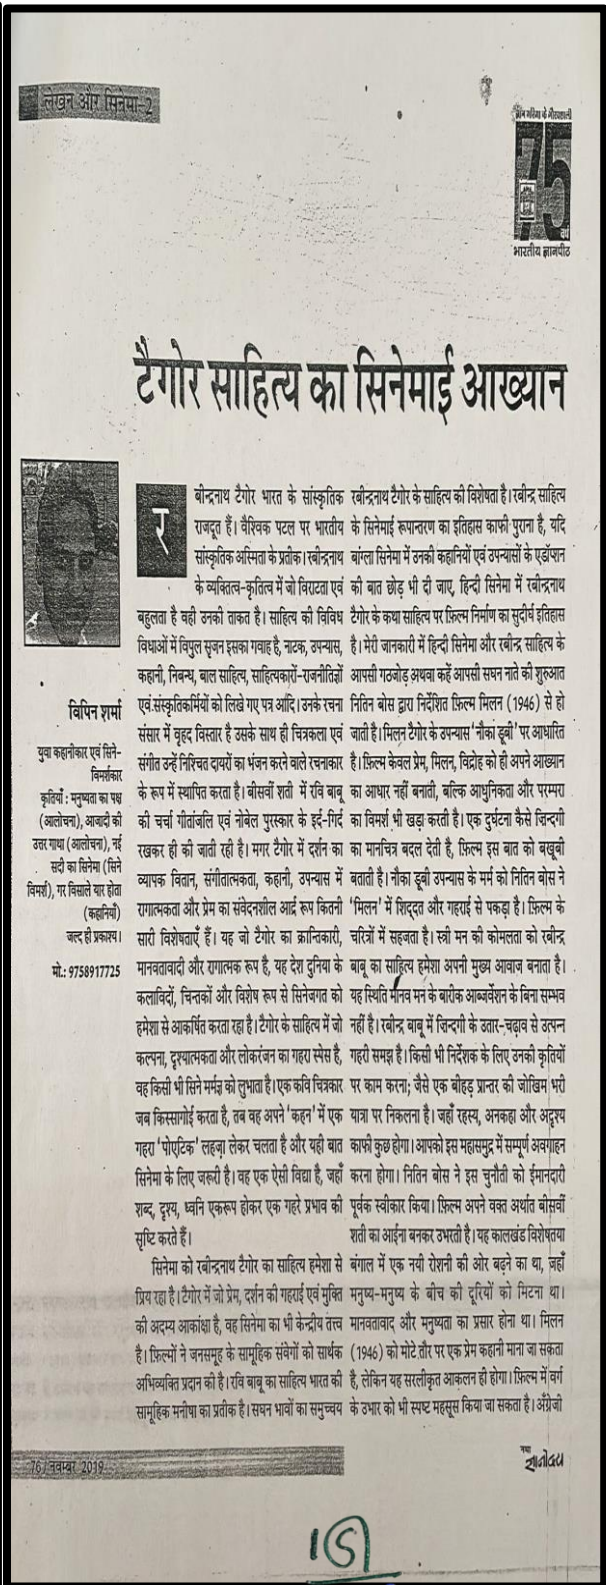 लेखन और सिनेमा-2
75
वर्ष
भारतीय ज्ञानपीठ
टैगोर साहित्य का सिनेमाई आख्यान
विपिन शर्मा
युवा कहानीकार एवं सिने-
विमर्शकार
कृतियाँ : मनुष्यता का पक्ष
(आलोचना), आजादी की
उत्तर गाथा (आलोचना), नई
सदी का सिनेमा (सिने
विमर्श), गर विसाले यार होता
(कहानियाँ)
जल्द ही प्रकाश्य।
मो.: 9758917725
रबीन्द्रनाथ टैगोर भारत के सांस्कृतिक
राजदूत हैं। वैश्विक पटल पर भारतीय
सांस्कृतिक अस्मिता के प्रतीक। रबीन्द्रनाथ
के व्यक्तित्व-कृतित्व में जो विराटता एवं
बहुलता है वही उनकी ताकत है। साहित्य की विविध
विधाओं में विपुल सृजन इसका गवाह है, नाटक, उपन्यास,
कहानी, निबन्ध, बाल साहित्य, साहित्यकारों-राजनीतिज्ञों
एवं संस्कृतिकर्मियों को लिखे गए पत्र आदि। उनके रचना
संसार में वृहद विस्तार है उसके साथ ही चित्रकला एवं
संगीत उन्हें निश्चित दायरों का भंजन करने वाले रचनाकार
के रूप में स्थापित करता है। बीसवीं शती में रवि बाबू
की चर्चा गीतांजलि एवं नोबेल पुरस्कार के इर्द-गिर्द
रखकर ही की जाती रही है। मगर टैगोर में दर्शन का
व्यापक वितान, संगीतात्मकता, कहानी, उपन्यास में
रागात्मकता और प्रेम का संवेदनशील आर्द्र रूप कितनी
सारी विशेषताएँ हैं। यह जो टैगोर का क्रान्तिकारी,
मानवतावादी और रागात्मक रूप है, यह देश दुनिया के
कलाविदों, चिन्तकों और विशेष रूप से सिनेजगत को
हमेशा से आकर्षित करता रहा है। टैगोर के साहित्य में जो
कल्पना, दृश्यात्मकता और लोकरंजन का गहरा स्पेस है,
वह किसी भी सिने मर्मज्ञ को लुभाता है। एक कवि चित्रकार
जब किस्सागोई करता है, तब वह अपने 'कहन' में एक
गहरा 'पोएटिक' लहज़ा लेकर चलता है और यही बात
सिनेमा के लिए जरूरी है। वह एक ऐसी विद्या है, जहाँ
शब्द, दृश्य, ध्वनि एकरूप होकर एक गहरे प्रभाव की
सृष्टि करते हैं।
सिनेमा को रबीन्द्रनाथ टैगोर का साहित्य हमेशा से
प्रिय रहा है। टैगोर में जो प्रेम, दर्शन की गहराई एवं मुक्ति
की अदम्य आकांक्षा है, वह सिनेमा का भी केन्द्रीय तत्त्व
है। फ़िल्मों ने जनसमूह के सामूहिक संवेगों को सार्थक
अभिव्यक्ति प्रदान की है। रवि बाबू का साहित्य भारत की
सामूहिक मनीषा का प्रतीक है। सघन भावों का समुच्चय
रबीन्द्रनाथ टैगोर के साहित्य की विशेषता है। रबीन्द्र साहित्य
के सिनेमाई रूपान्तरण का इतिहास काफी पुराना है, यदि
बांग्ला सिनेमा में उनकी कहानियों एवं उपन्यासों के एडॉप्शन
की बात छोड़ भी दी जाए, हिन्दी सिनेमा में रबीन्द्रनाथ
टैगोर के कथा साहित्य पर फ़िल्म निर्माण का सुदीर्घ इतिहास
है। मेरी जानकारी में हिन्दी सिनेमा और रबीन्द्र साहित्य के
आपसी गठजोड़ अथवा कहें आपसी सघन नाते की शुरुआत
नितिन बोस द्वारा निर्देशित फ़िल्म मिलन (1946) से हो
जाती है। मिलन टैगोर के उपन्यास 'नौका डूबी' पर आधारित
है। फ़िल्म केवल प्रेम, मिलन, विद्रोह को ही अपने आख्यान
का आधार नहीं बनाती, बल्कि आधुनिकता और परम्परा
का विमर्श भी खड़ा करती है। एक दुर्घटना कैसे जिन्दगी
का मानचित्र बदल देती है, फ़िल्म इस बात को बखूबी
बताती है। नौका डूबी उपन्यास के मर्म को नितिन बोस ने
'मिलन' में शिद्दत और गहराई से पकड़ा है। फ़िल्म के
चरित्रों में सहजता है। स्त्री मन की कोमलता को रबीन्द्र
बाबू का साहित्य हमेशा अपनी मुख्य आवाज़ बनाता है।
यह स्थिति मानव मन के बारीक आब्जर्वेशन के बिना सम्भव
नहीं है। रबीन्द्र बाबू में जिन्दगी के उतार-चढ़ाव से उत्पन्न
गहरी समझ है। किसी भी निर्देशक के लिए उनकी कृतियों
पर काम करना; जैसे एक बीहड़ प्रान्तर की जोखिम भरी
यात्रा पर निकलना है। जहाँ रहस्य, अनकहा और अदृश्य
काफी कुछ होगा। आपको इस महासमुद्र में सम्पूर्ण अवगाहन
करना होगा। नितिन बोस ने इस चुनौती को ईमानदारी
पूर्वक स्वीकार किया। फ़िल्म अपने वक्त अर्थात बीसवीं
शती का आईना बनकर उभरती है। यह कालखंड विशेषतया
बंगाल में एक नयी रोशनी की ओर बढ़ने का था, जहाँ
मनुष्य-मनुष्य के बीच की दूरियों को मिटना था।
मानवतावाद और मनुष्यता का प्रसार होना था। मिलन
(1946) को मोटे तौर पर एक प्रेम कहानी माना जा सकता
है, लेकिन यह सरलीकृत आकलन ही होगा। फ़िल्म में वर्ग
के उभार को भी स्पष्ट महसूस किया जा सकता है। अँग्रेजी
76 / नवम्बर 2019
नया
ज्ञानोदय